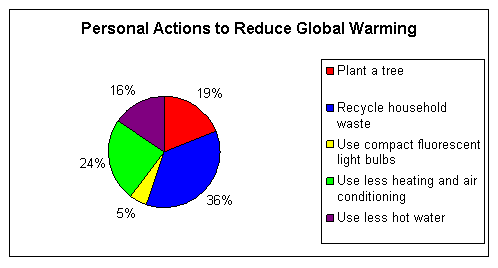 Personal Actions to Reduce Global Warming
16%
19%
24%
36%
5%
Plant a tree
Recycle household
waste
Use compact fluorescent
light bulbs
Use less heating and air
conditioning
Use less hot water